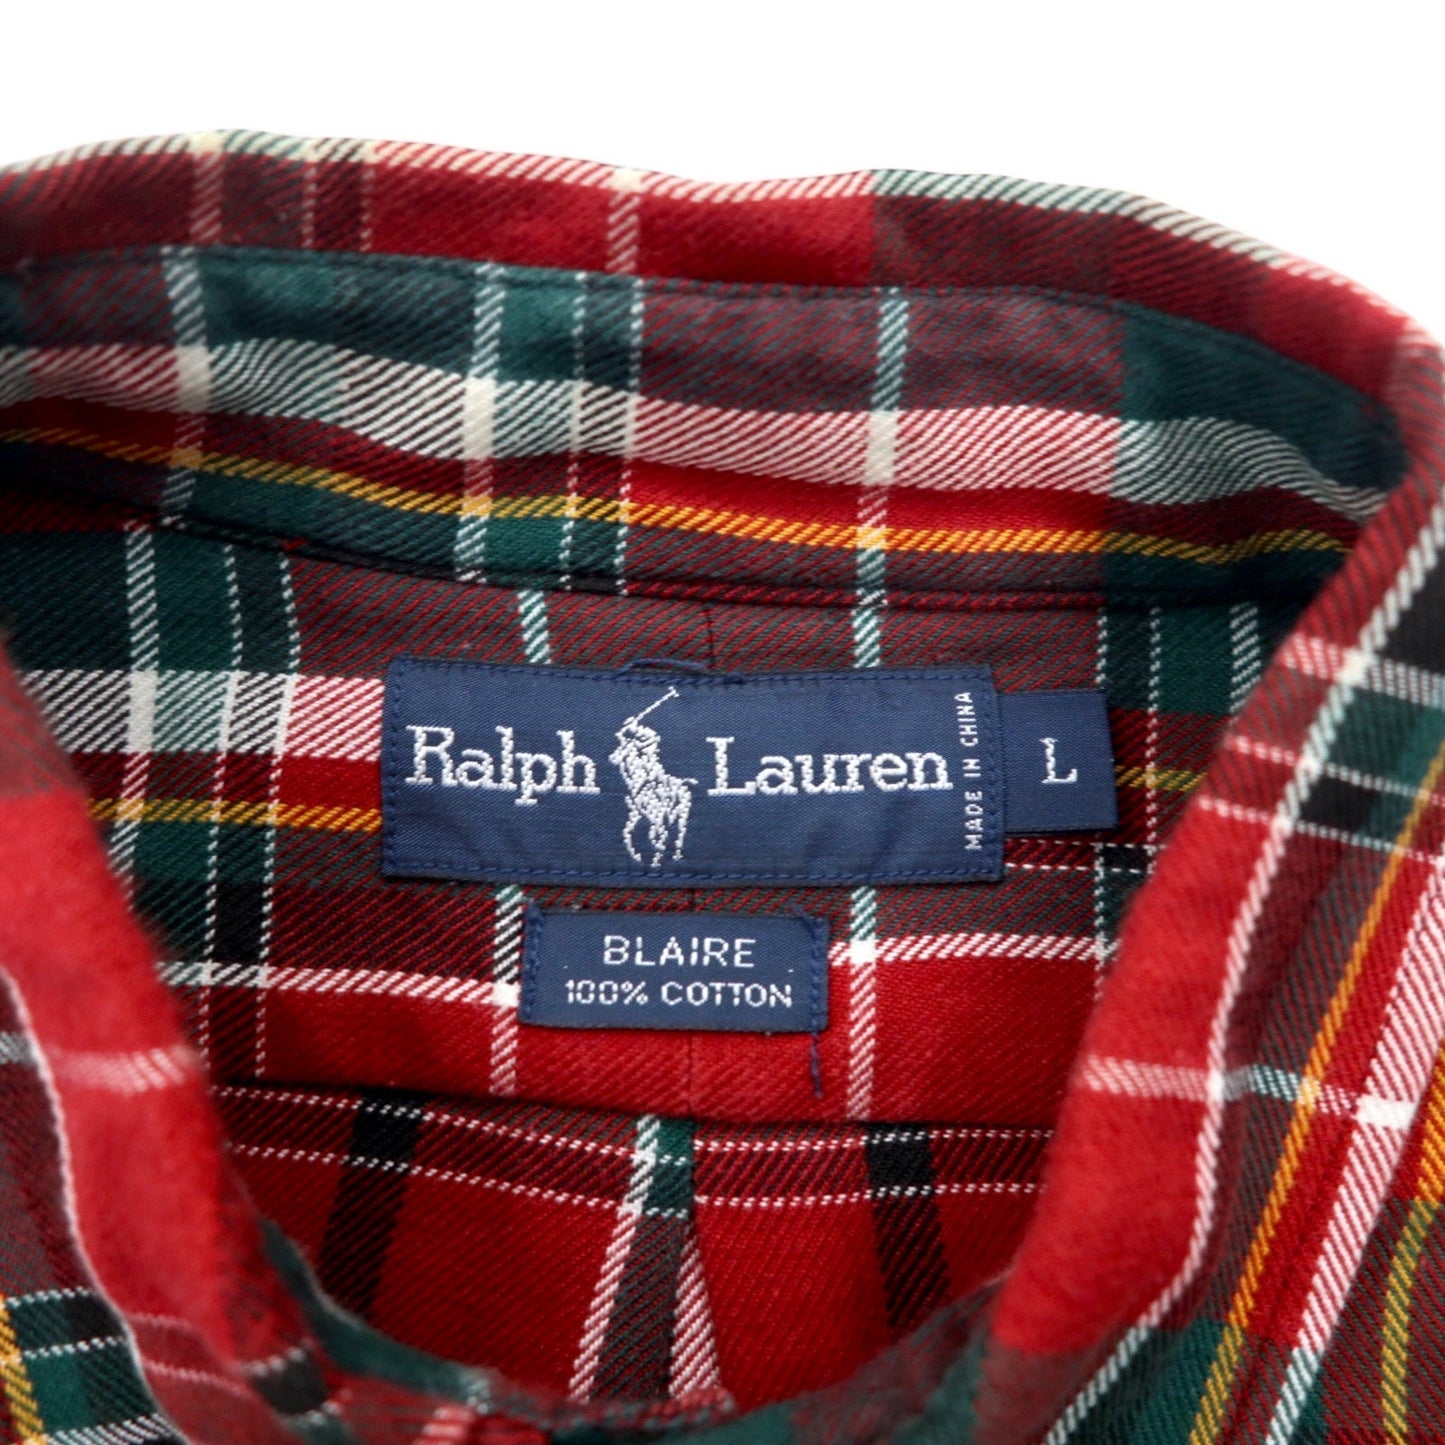 Ralph Lauren
MADE IN CHINA
L
BLAIRE
100% COTTON